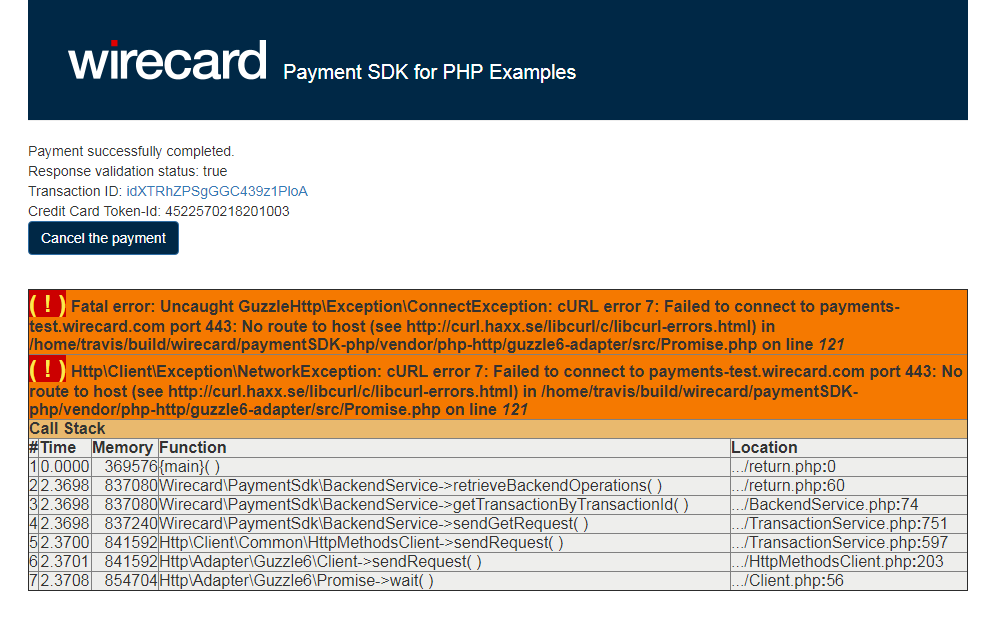 wirecard Payment SDK for PHP Examples
Payment successfully completed.
Response validation status: true
Transaction ID: idXTRhZPSgGGC439z1PIoA
Credit Card Token-Id: 4522570218201003
Cancel the payment
( ! ) Fatal error: Uncaught GuzzleHttp\Exception\ConnectException: cURL error 7: Failed to connect to payments-
test.wirecard.com port 443: No route to host (see http://curl.haxx.se/libcurl/c/libcurl-errors.html) in
/home/travis/build/wirecard/paymentSDK-php/vendor/php-http/guzzle6-adapter/src/Promise.php on line 121
( ! ) Http\Client\Exception\NetworkException: cURL error 7: Failed to connect to payments-test.wirecard.com port 443: No
route to host (see http://curl.haxx.se/libcurl/c/libcurl-errors.html) in /home/travis/build/wirecard/paymentSDK-
php/vendor/php-http/guzzle6-adapter/src/Promise.php on line 121
Call Stack
# Time Memory Function Location
1 0.0000 369576 {main}( ) .../return.php:0
2 2.3698 837080 Wirecard\PaymentSdk\BackendService->retrieveBackendOperations( ) .../return.php:60
3 2.3698 837080 Wirecard\PaymentSdk\BackendService->getTransactionByTransactionId( ) .../BackendService.php:74
4 2.3698 837240 Wirecard\PaymentSdk\BackendService->sendGetRequest( ) .../TransactionService.php:751
5 2.3700 841592 Http\Client\Common\HttpMethodsClient->sendRequest( ) .../TransactionService.php:597
6 2.3701 841592 Http\Adapter\Guzzle6\Client->sendRequest( ) .../HttpMethodsClient.php:203
7 2.3708 854704 Http\Adapter\Guzzle6\Promise->wait( ) .../Client.php:56